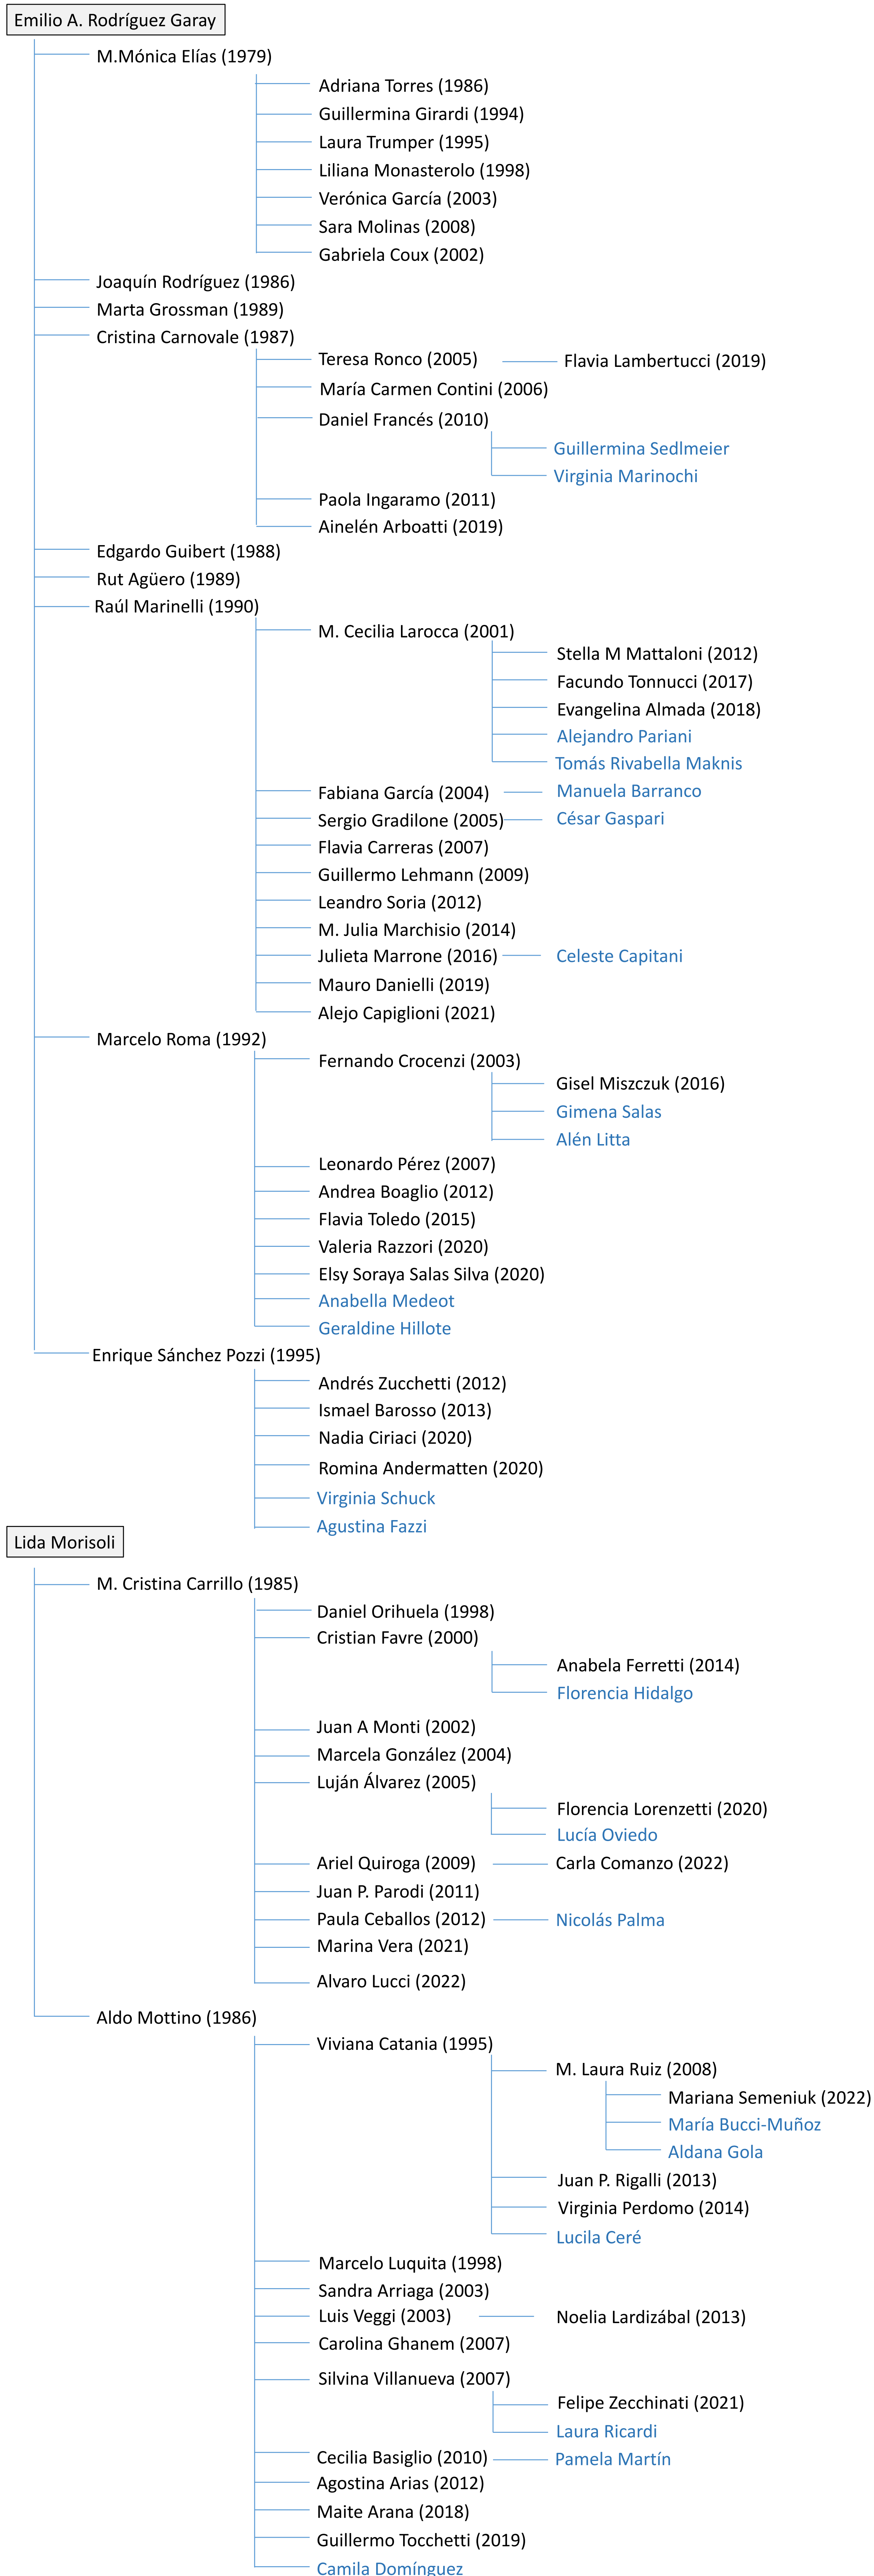 Emilio A. Rodríguez Garay
M.Mónica Elías (1979)
Adriana Torres (1986)
Guillermina Girardi (1994)
Laura Trumper (1995)
Liliana Monasterolo (1998)
Verónica García (2003)
Sara Molinas (2008)
Gabriela Coux (2002)
Joaquín Rodríguez (1986)
Marta Grossman (1989)
Cristina Carnovale (1987)
Teresa Ronco (2005) Flavia Lambertucci (2019)
María Carmen Contini (2006)
Daniel Francés (2010)
Guillermina Sedlmeier
Virginia Marinochi
Paola Ingaramo (2011)
Ainelén Arboatti (2019)
Edgardo Guibert (1988)
Rut Agüero (1989)
Raúl Marinelli (1990)
M. Cecilia Larocca (2001)
Stella M Mattaloni (2012)
Facundo Tonnucci (2017)
Evangelina Almada (2018)
Alejandro Pariani
Tomás Rivabella Maknis
Fabiana García (2004) Manuela Barranco
Sergio Gradilone (2005) César Gaspari
Flavia Carreras (2007)
Guillermo Lehmann (2009)
Leandro Soria (2012)
M. Julia Marchisio (2014)
Julieta Marrone (2016) Celeste Capitani
Mauro Danielli (2019)
Alejo Capiglioni (2021)
Marcelo Roma (1992)
Fernando Crocenzi (2003)
Gisel Miszczuk (2016)
Gimena Salas
Alén Litta
Leonardo Pérez (2007)
Andrea Boaglio (2012)
Flavia Toledo (2015)
Valeria Razzori (2020)
Elsy Soraya Salas Silva (2020)
Anabella Medeot
Geraldine Hillote
Enrique Sánchez Pozzi (1995)
Andrés Zucchetti (2012)
Ismael Barosso (2013)
Nadia Ciriaci (2020)
Romina Andermatten (2020)
Virginia Schuck
Agustina Fazzi
Lida Morisoli
M. Cristina Carrillo (1985)
Daniel Orihuela (1998)
Cristian Favre (2000)
Anabela Ferretti (2014)
Florencia Hidalgo
Juan A Monti (2002)
Marcela González (2004)
Luján Álvarez (2005)
Florencia Lorenzetti (2020)
Lucía Oviedo
Ariel Quiroga (2009) Carla Comanzo (2022)
Juan P. Parodi (2011)
Paula Ceballos (2012) Nicolás Palma
Marina Vera (2021)
Alvaro Lucci (2022)
Aldo Mottino (1986)
Viviana Catania (1995)
M. Laura Ruiz (2008)
Mariana Semeniuk (2022)
María Bucci-Muñoz
Aldana Gola
Juan P. Rigalli (2013)
Virginia Perdomo (2014)
Lucila Ceré
Marcelo Luquita (1998)
Sandra Arriaga (2003)
Luis Veggi (2003) Noelia Lardizábal (2013)
Carolina Ghanem (2007)
Silvina Villanueva (2007)
Felipe Zecchinati (2021)
Laura Ricardi
Cecilia Basiglio (2010) Pamela Martín
Agostina Arias (2012)
Maite Arana (2018)
Guillermo Tocchetti (2019)
Camila Domínguez